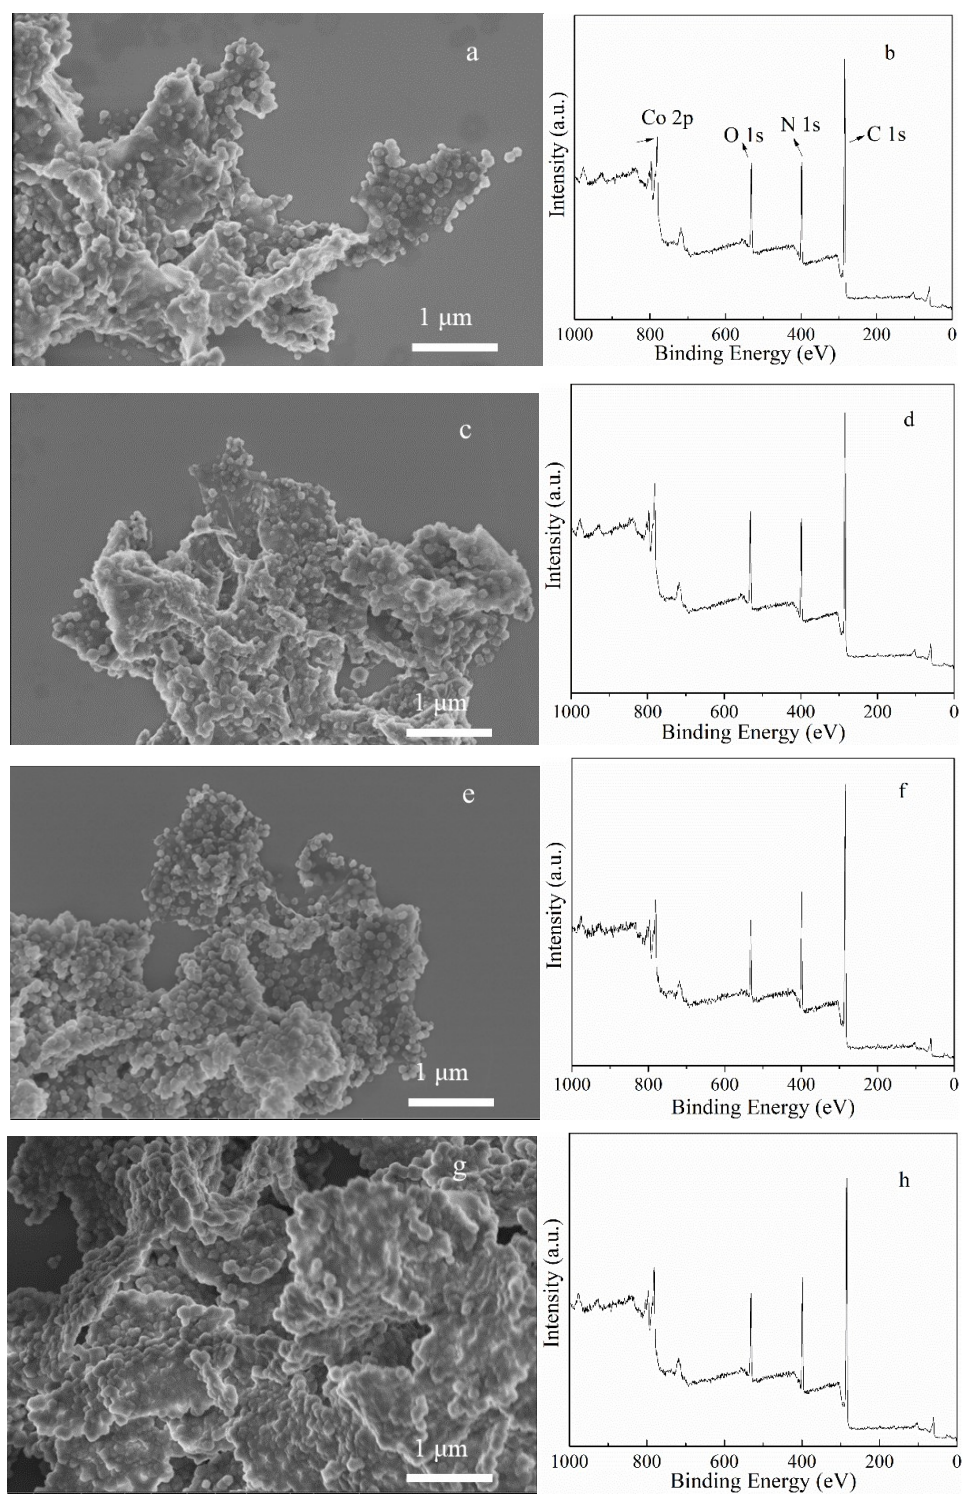 a
1 μm
b
Co 2p
O 1s
N 1s
C 1s
Intensity (a.u.)
1000 800 600 400 200 0
Binding Energy (eV)
c
1 μm
d
Intensity (a.u.)
1000 800 600 400 200 0
Binding Energy (eV)
e
1 μm
f
Intensity (a.u.)
1000 800 600 400 200 0
Binding Energy (eV)
g
1 μm
h
Intensity (a.u.)
1000 800 600 400 200 0
Binding Energy (eV)